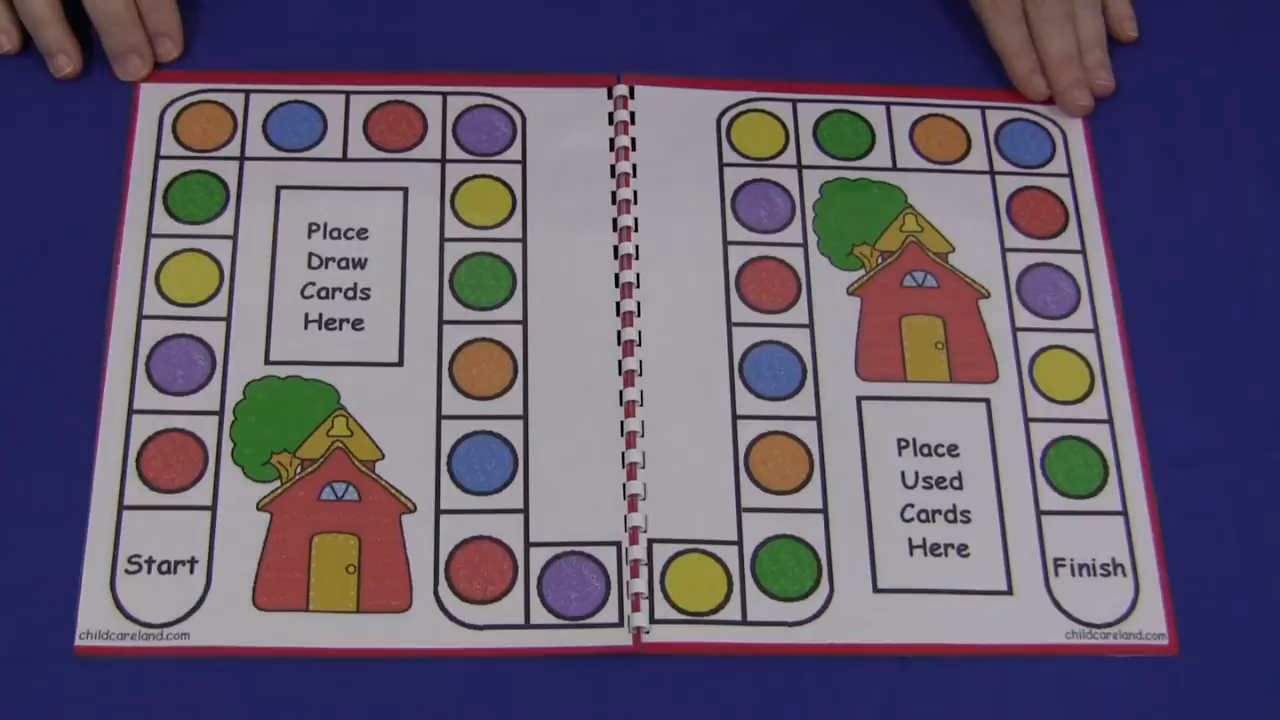 Place
Draw
Cards
Here
Start
childcareland.com
Place
Used
Cards
Here
Finish
childcareland.com